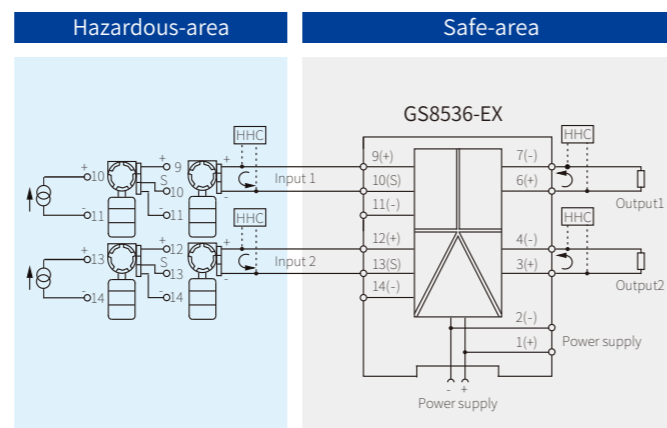 Hazardous-area
Safe-area
GS8536-EX
HHC
HHC
+ 10
- 11
+ 9
S 10
- 11
+
-
Input 1
9(+)
10(S)
11(-)
7(-)
6(+)
Output1
HHC
HHC
+ 13
- 14
+ 12
S 13
- 14
+
-
Input 2
12(+)
13(S)
14(-)
4(-)
3(+)
Output2
2(-)
1(+)
Power supply
- +
Power supply